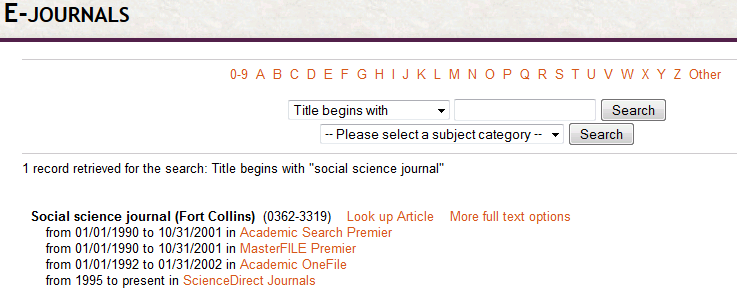 E-JOURNALS
0-9 A B C D E F G H I J K L M N O P Q R S T U V W X Y Z Other
Title begins with Search
-- Please select a subject category -- Search
1 record retrieved for the search: Title begins with "social science journal"
Social science journal (Fort Collins) (0362-3319) Look up Article More full text options
from 01/01/1990 to 10/31/2001 in Academic Search Premier
from 01/01/1990 to 10/31/2001 in MasterFILE Premier
from 01/01/1992 to 01/31/2002 in Academic OneFile
from 1995 to present in ScienceDirect Journals